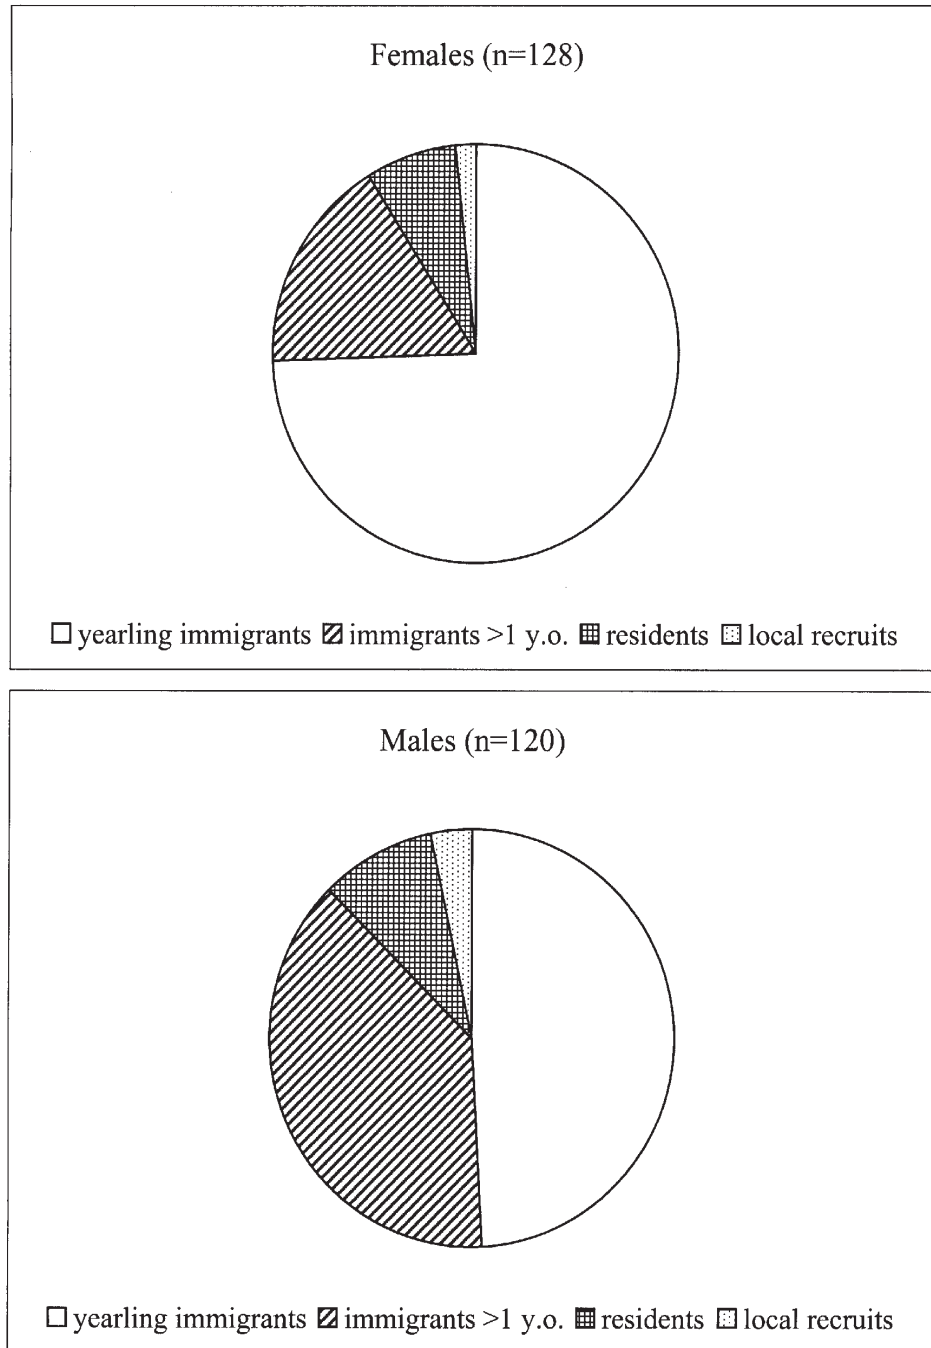 Females (n=128)
yearling immigrants immigrants >1 y.o. residents local recruits
Males (n=120)
yearling immigrants immigrants >1 y.o. residents local recruits